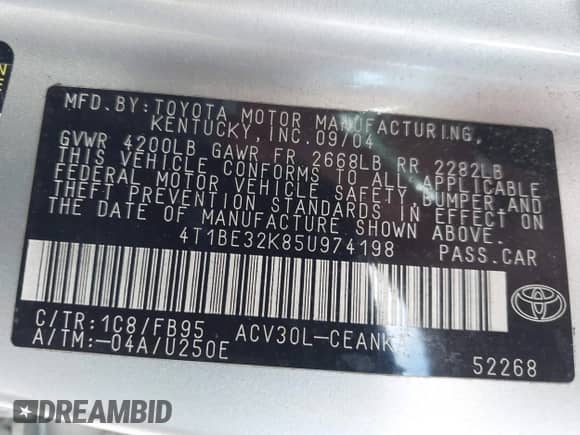 MFD.BY:TOYOTA MOTOR MANUFACTURING,
KENTUCKY,INC.09/04
GVWR 4200LB GAWR FR 2668LB RR 2282LB
THIS VEHICLE CONFORMS TO ALL APPLICABLE
FEDERAL MOTOR VEHICLE SAFETY,BUMPER,AND
THEFT PREVENTION STANDARDS IN EFFECT ON
THE DATE OF MANUFACTURE SHOWN ABOVE.
4T1BE32K85U974198 PASS.CAR
C/TR:1C8/FB95 ACV30L-CEANK
A/TM:-04A/U250E
52268
DREAMBID